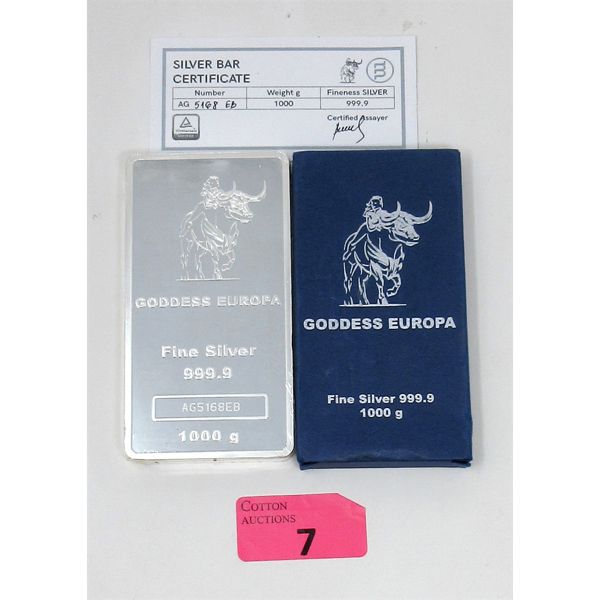 SILVER BAR
CERTIFICATE
Number Weight g Fineness SILVER
AG 5168 EB 1000 999.9
Certified Assayer
GODDESS EUROPA
Fine Silver
999.9
AG5168EB
1000 g
GODDESS EUROPA
Fine Silver 999.9
1000 g
COTTON
AUCTIONS
7